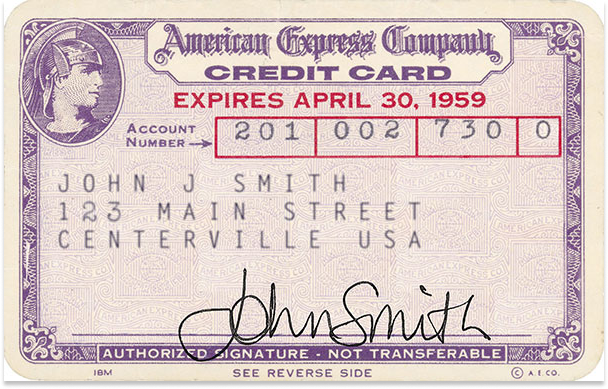 American Express Company
CREDIT CARD
EXPIRES APRIL 30, 1959
ACCOUNT
NUMBER → 201 002 730 0
JOHN J SMITH
123 MAIN STREET
CENTERVILLE USA
John Smith
AUTHORIZED SIGNATURE - NOT TRANSFERABLE
IBM SEE REVERSE SIDE © A.E.CO.